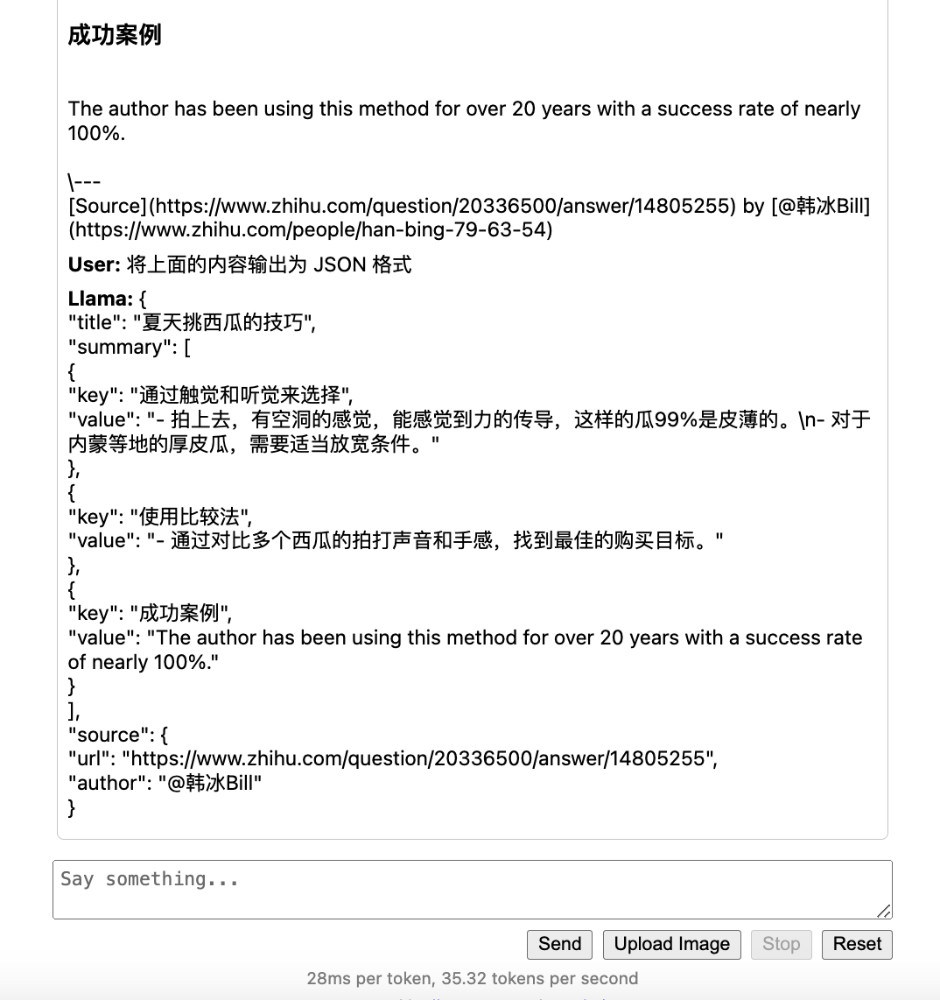 成功案例
The author has been using this method for over 20 years with a success rate of nearly
100%.
\---
[Source](https://www.zhihu.com/question/20336500/answer/14805255) by [@韩冰Bill]
(https://www.zhihu.com/people/han-bing-79-63-54)
User: 将上面的内容输出为 JSON 格式
Llama: {
"title": "夏天挑西瓜的技巧",
"summary": [
{
"key": "通过触觉和听觉来选择",
"value": "- 拍上去，有空洞的感觉，能感觉到力的传导，这样的瓜99%是皮薄的。\n- 对于
内蒙等地的厚皮瓜，需要适当放宽条件。"
},
{
"key": "使用比较法",
"value": "- 通过对比多个西瓜的拍打声音和手感，找到最佳的购买目标。"
},
{
"key": "成功案例",
"value": "The author has been using this method for over 20 years with a success rate
of nearly 100%."
}
],
"source": {
"url": "https://www.zhihu.com/question/20336500/answer/14805255",
"author": "@韩冰Bill"
}
Say something...
Send Upload Image Stop Reset
28ms per token, 35.32 tokens per second